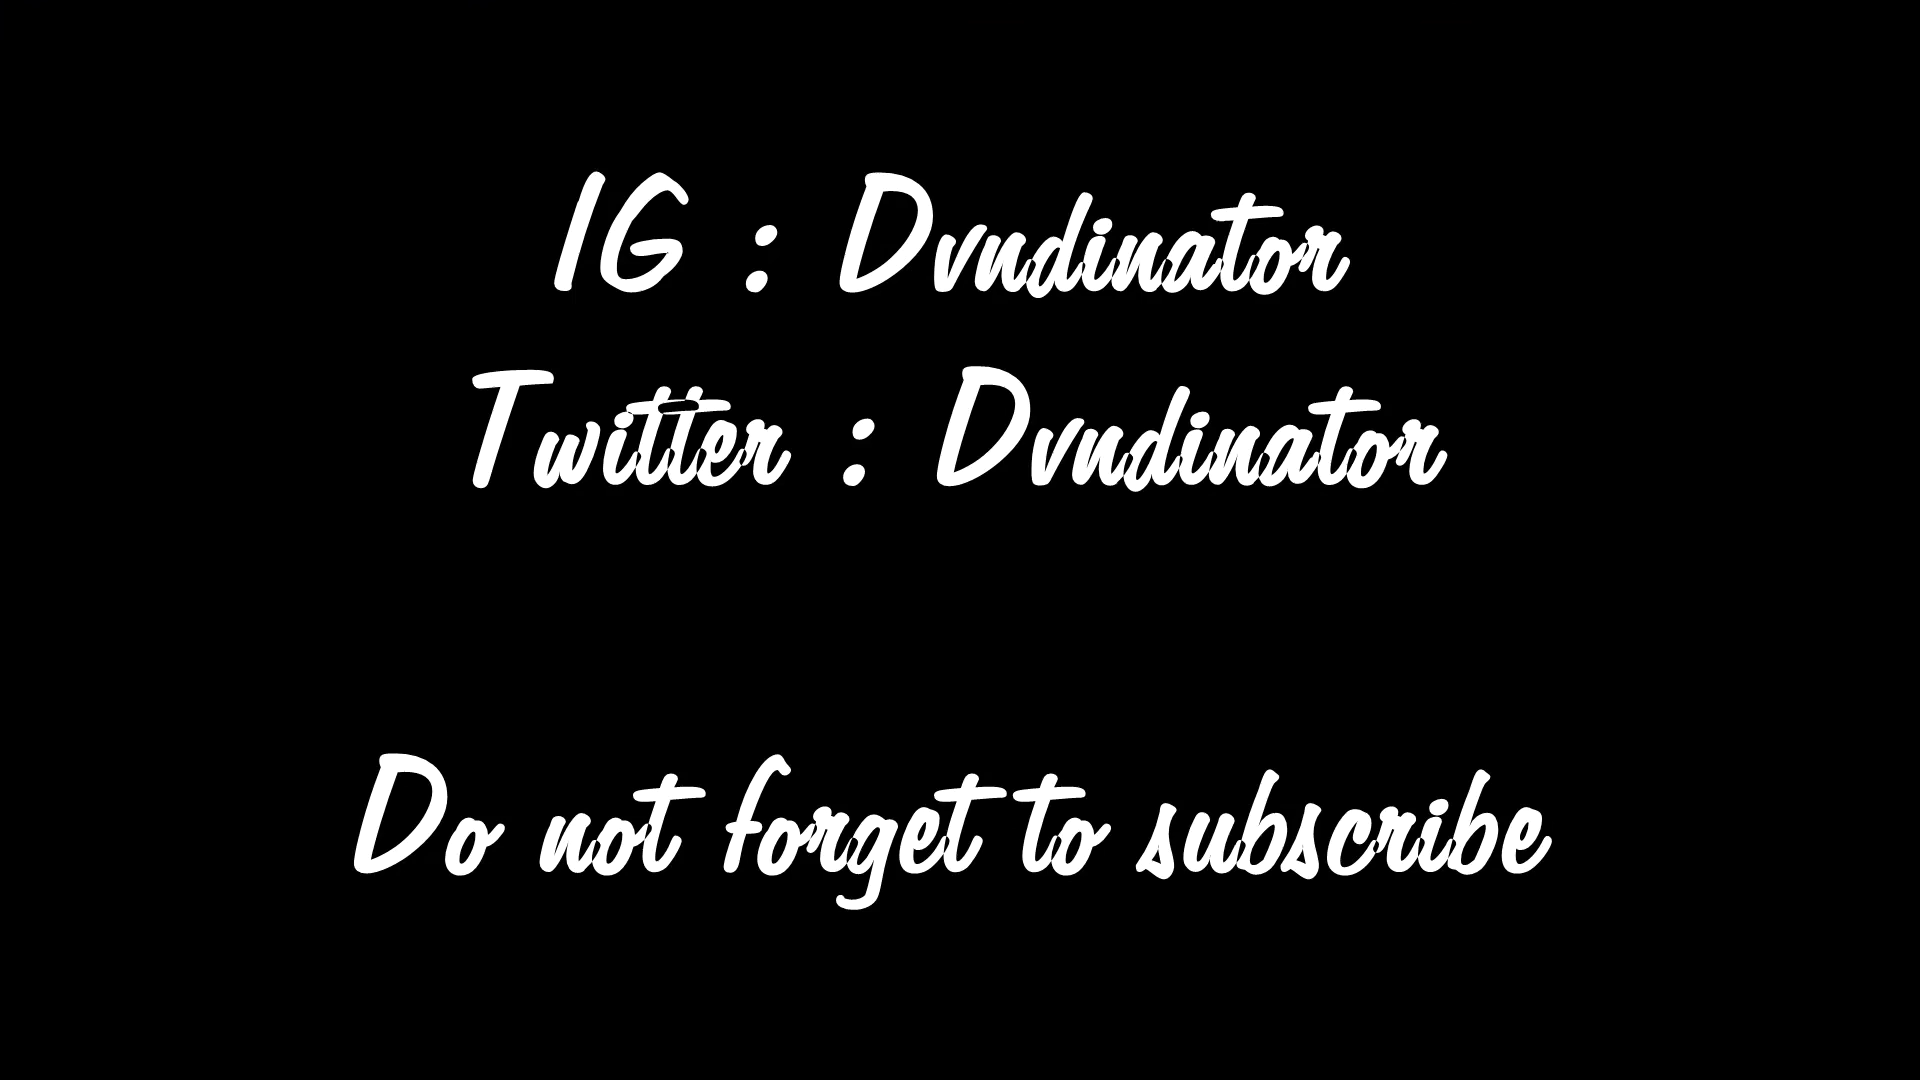 IG : Dvndinator
Twitter : Dvndinator
Do not forget to subscribe